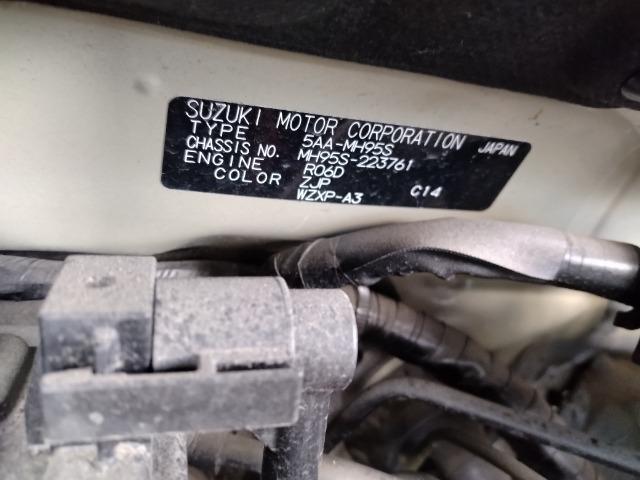 SUZUKI MOTOR CORPORATION JAPAN
TYPE 5AA-MH95S
CHASSIS NO. MH95S-223761
ENGINE R06D
COLOR ZJP C14
WZXP-A3